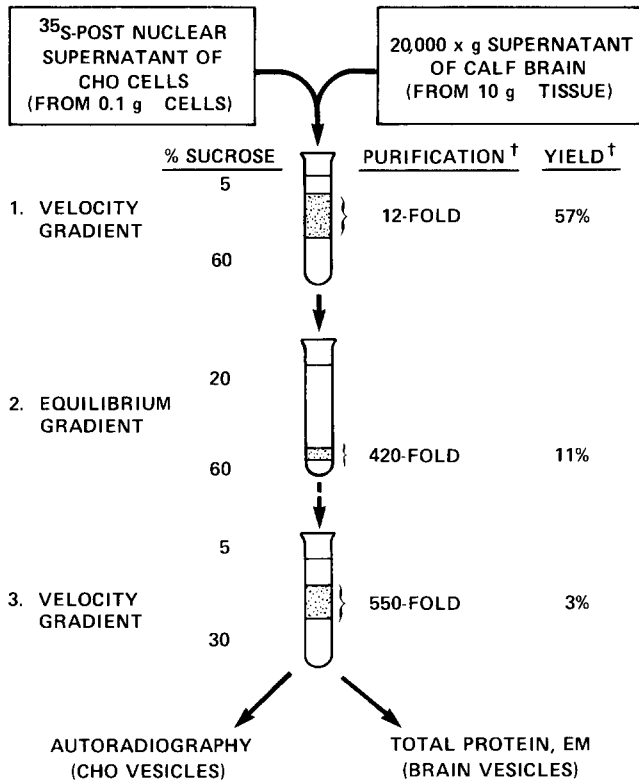 35S-POST NUCLEAR
SUPERNATANT OF
CHO CELLS
(FROM 0.1 g CELLS)
20,000 x g SUPERNATANT
OF CALF BRAIN
(FROM 10 g TISSUE)
% SUCROSE
PURIFICATION†
YIELD†
5
1. VELOCITY
GRADIENT
12-FOLD
57%
60
20
2. EQUILIBRIUM
GRADIENT
60
420-FOLD
11%
5
3. VELOCITY
GRADIENT
550-FOLD
3%
30
AUTORADIOGRAPHY
(CHO VESICLES)
TOTAL PROTEIN, EM
(BRAIN VESICLES)